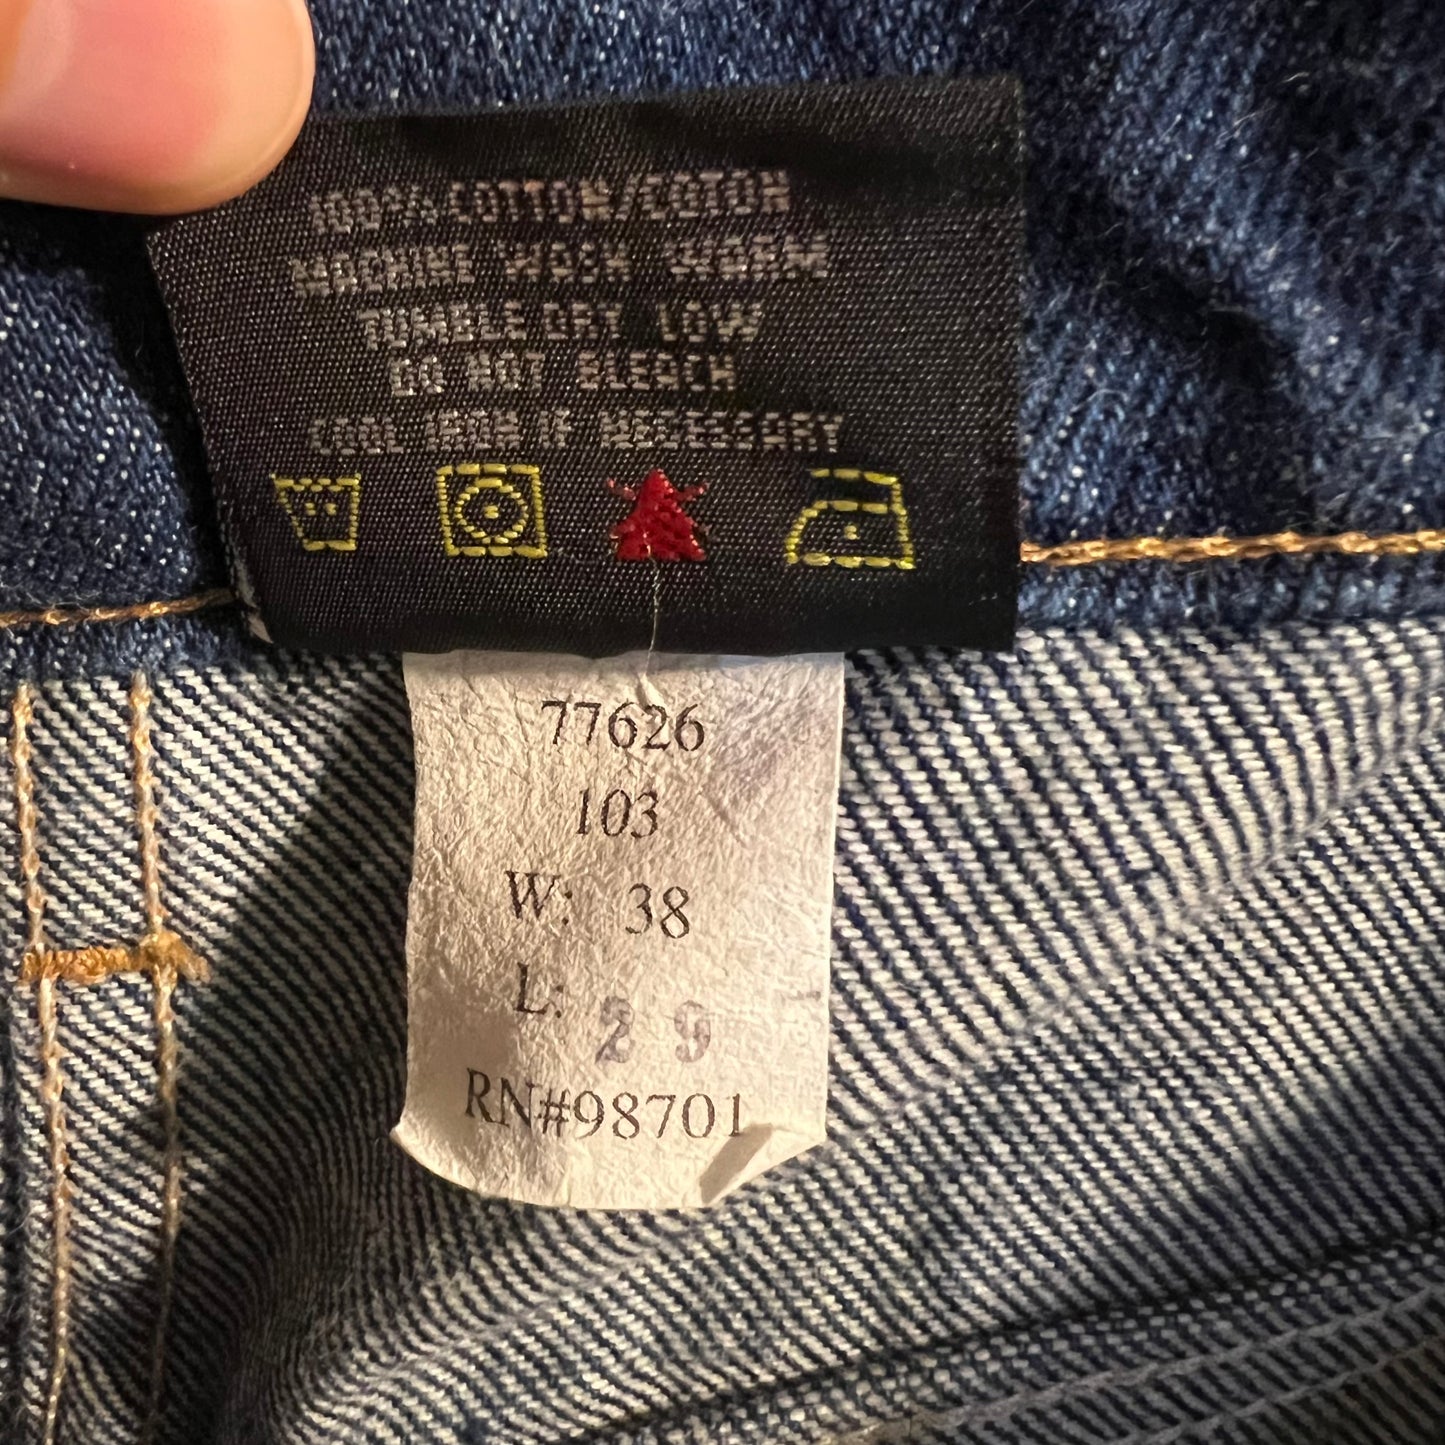 100% COTTON/COTON
MACHINE WASH WARM
TUMBLE DRY LOW
DO NOT BLEACH
COOL IRON IF NECESSARY
77626
103
W: 38
L: 29
RN#98701